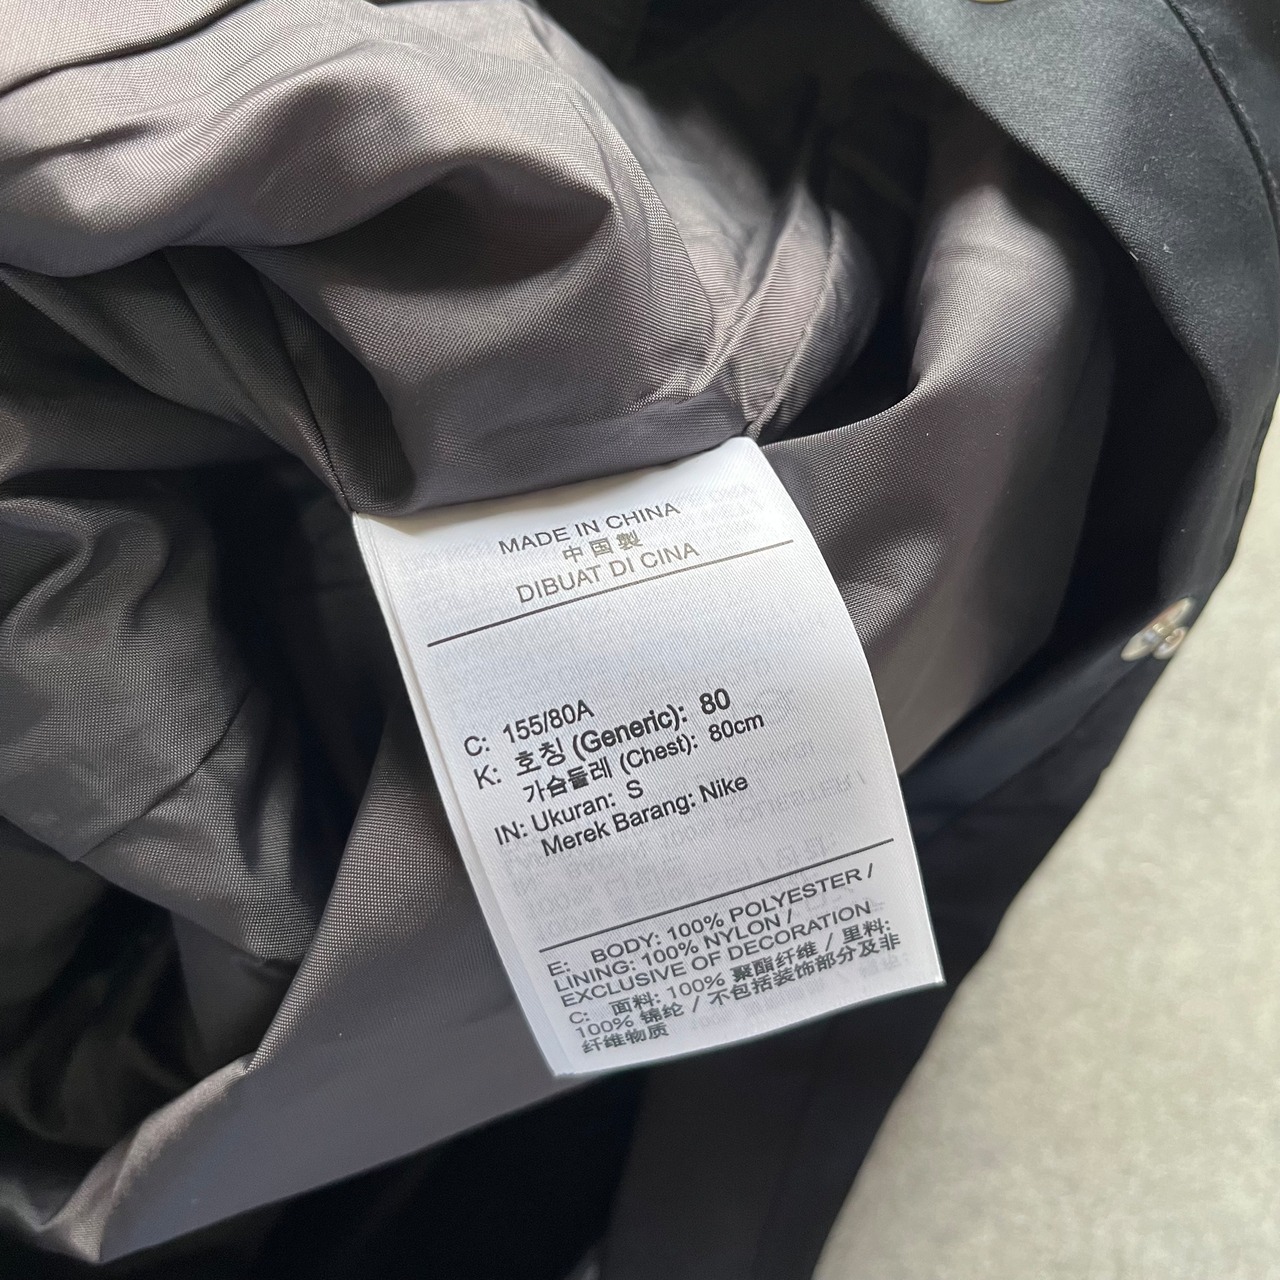 MADE IN CHINA
中国製
DIBUAT DI CINA
C: 155/80A
K: 호칭 (Generic): 80
가슴둘레 (Chest): 80cm
IN: Ukuran: S
Merek Barang: Nike
E: BODY: 100% POLYESTER /
LINING: 100% NYLON /
EXCLUSIVE OF DECORATION
C: 面料: 100% 聚酯纤维 / 里料:
100% 锦纶 / 不包括装饰部分及非
纤维物质